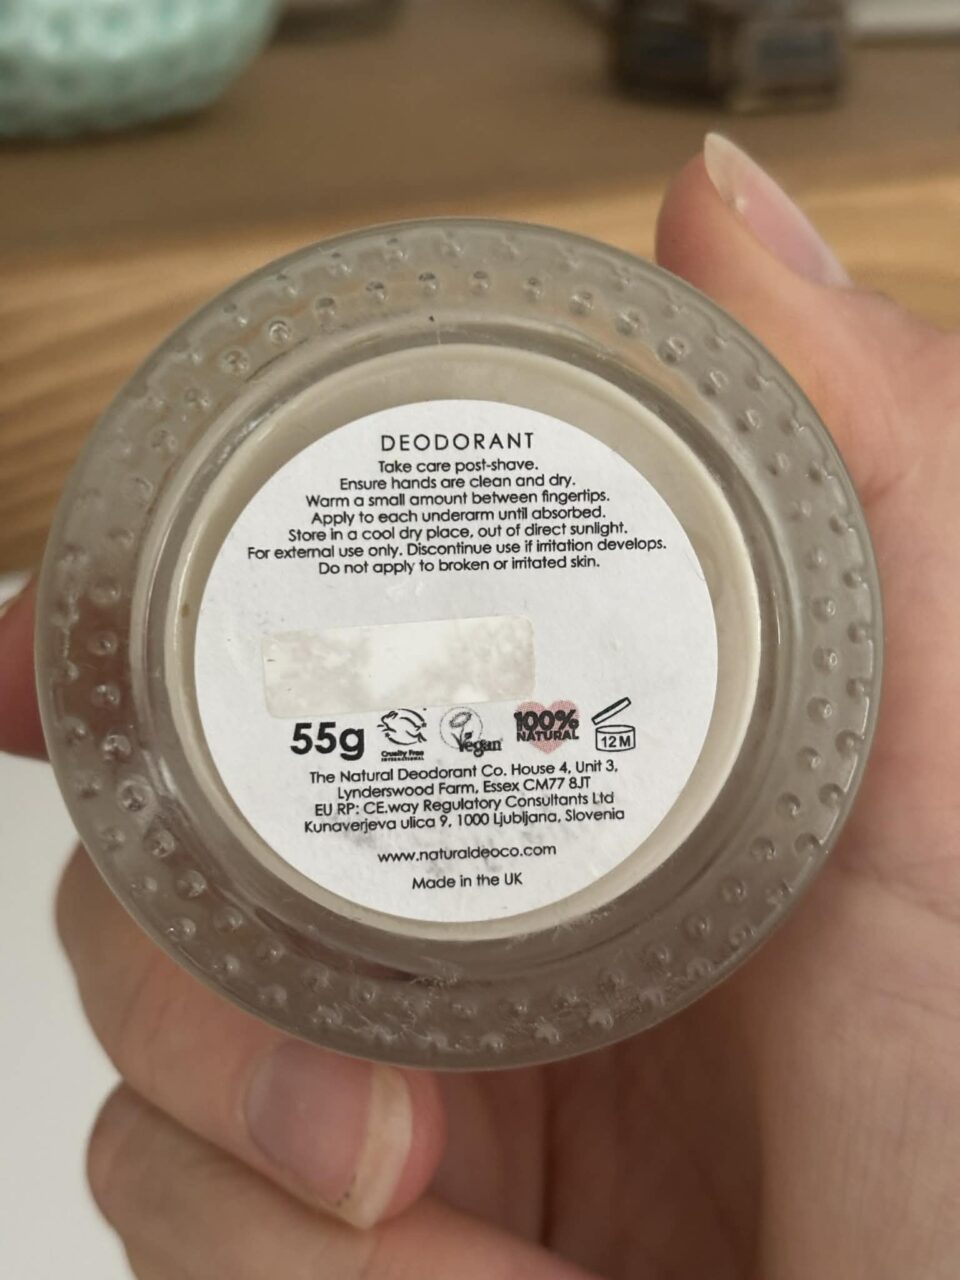 DEODORANT
Take care post-shave.
Ensure hands are clean and dry.
Warm a small amount between fingertips.
Apply to each underarm until absorbed.
Store in a cool dry place, out of direct sunlight.
For external use only. Discontinue use if irritation develops.
Do not apply to broken or irritated skin.
55g
Cruelty Free
INTERNATIONAL
Vegan
100%
NATURAL
12 M
The Natural Deodorant Co. House 4, Unit 3,
Lynderswood Farm, Essex CM77 8JT
EU RP: CE.way Regulatory Consultants Ltd
Kunaverjeva ulica 9, 1000 Ljubljana, Slovenia
www.naturaldeoco.com
Made in the UK